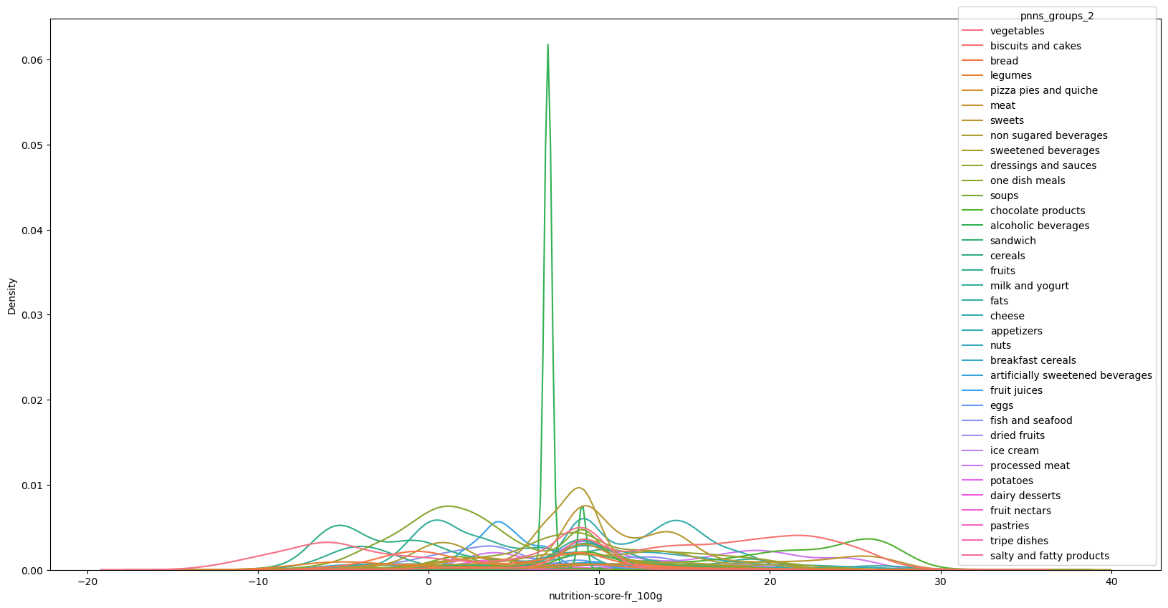 pnns_groups_2
vegetables
biscuits and cakes
bread
legumes
pizza pies and quiche
meat
sweets
non sugared beverages
sweetened beverages
dressings and sauces
one dish meals
soups
chocolate products
alcoholic beverages
sandwich
cereals
fruits
milk and yogurt
fats
cheese
appetizers
nuts
breakfast cereals
artificially sweetened beverages
fruit juices
eggs
fish and seafood
dried fruits
ice cream
processed meat
potatoes
dairy desserts
fruit nectars
pastries
tripe dishes
salty and fatty products
0.06
0.05
0.04
0.03
0.02
0.01
0.00
Density
−20 −10 0 10 20 30 40
nutrition-score-fr_100g